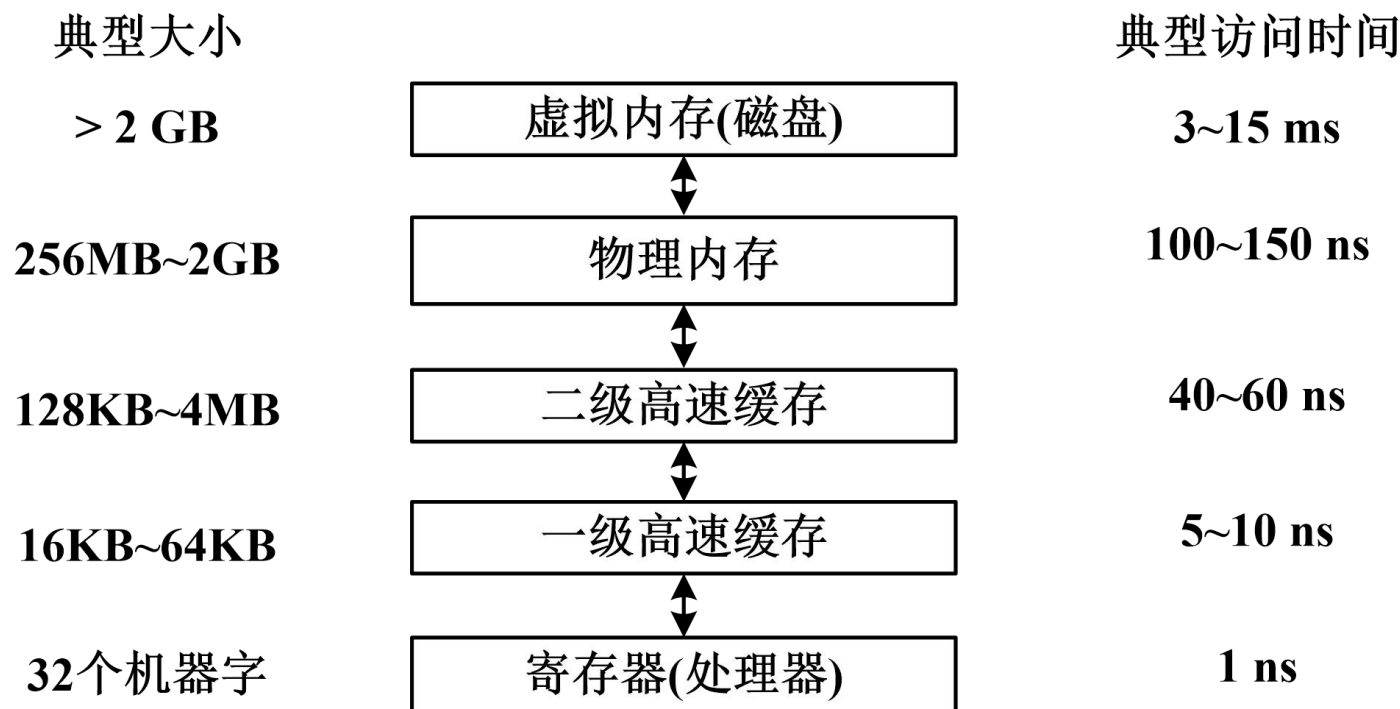 典型大小 典型访问时间
> 2 GB 虚拟内存(磁盘) 3~15 ms
256MB~2GB 物理内存 100~150 ns
128KB~4MB 二级高速缓存 40~60 ns
16KB~64KB 一级高速缓存 5~10 ns
32个机器字 寄存器(处理器) 1 ns